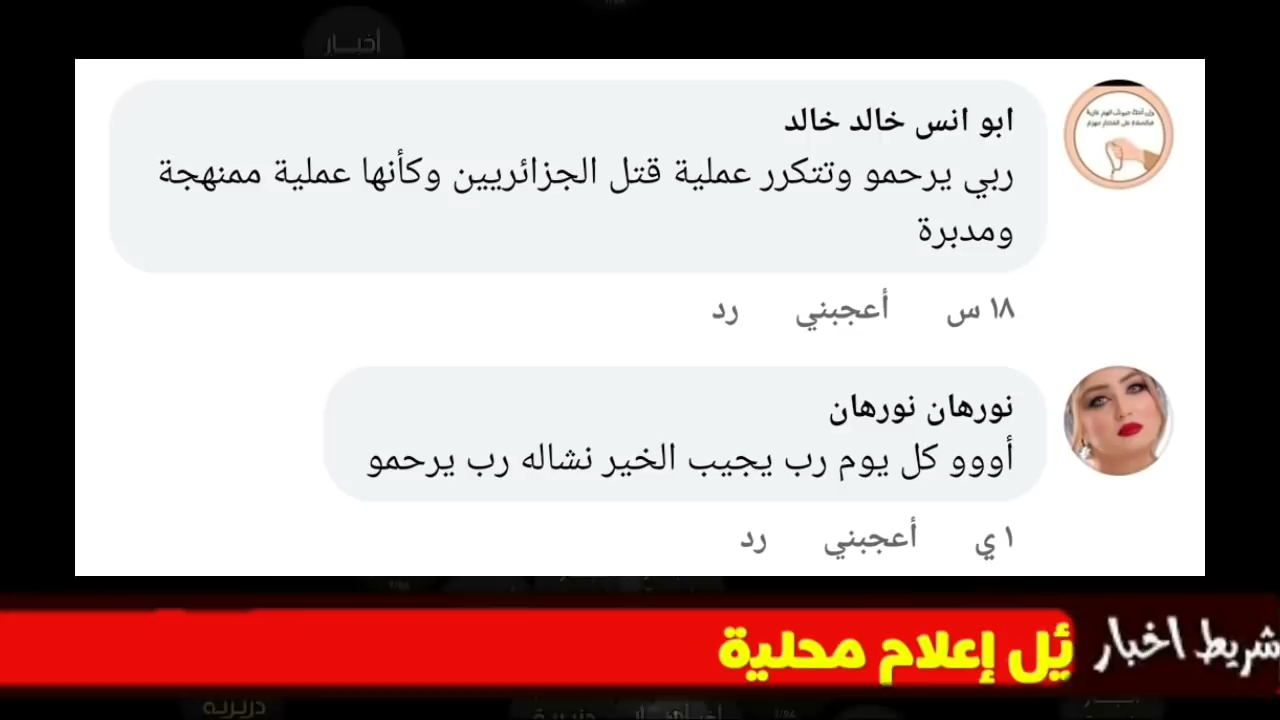 أخبار
ابو انس خالد خالد
ربي يرحمو وتتكرر عملية قتل الجزائريين وكأنها عملية ممنهجة
ومدبرة
١٨ س أعجبني رد
نورهان نورهان
أووو كل يوم رب يجيب الخير نشاله رب يرحمو
١ ي أعجبني رد
شريط اخبار
ئل إعلام محلية